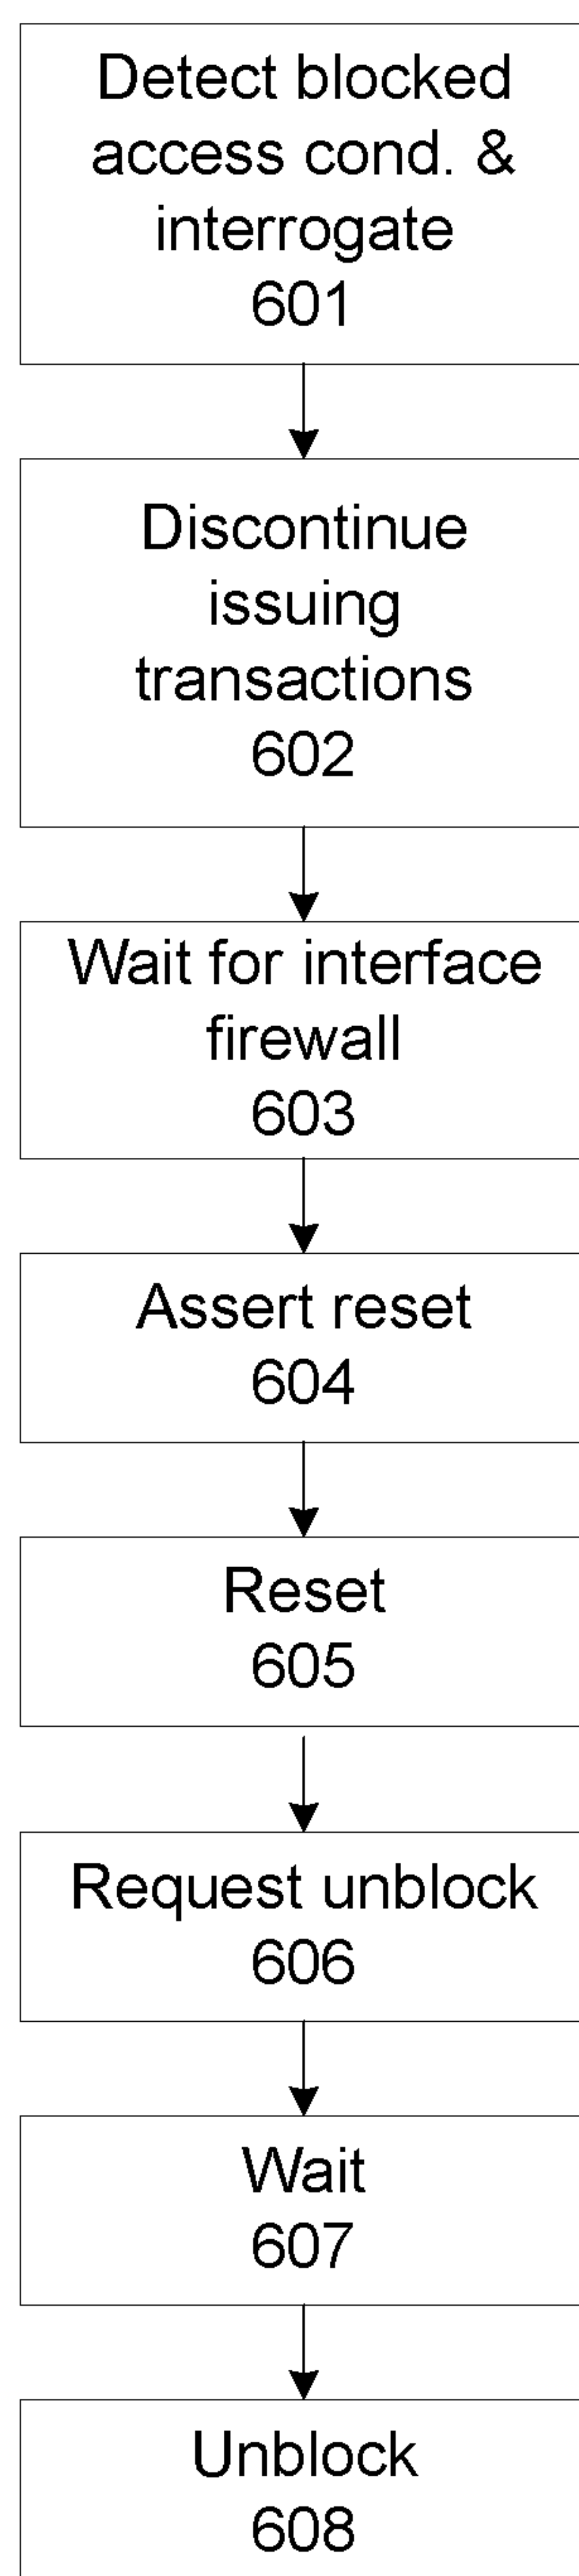 Detect blocked
access cond. &
interrogate
601
Discontinue
issuing
transactions
602
Wait for interface
firewall
603
Assert reset
604
Reset
605
Request unblock
606
Wait
607
Unblock
608